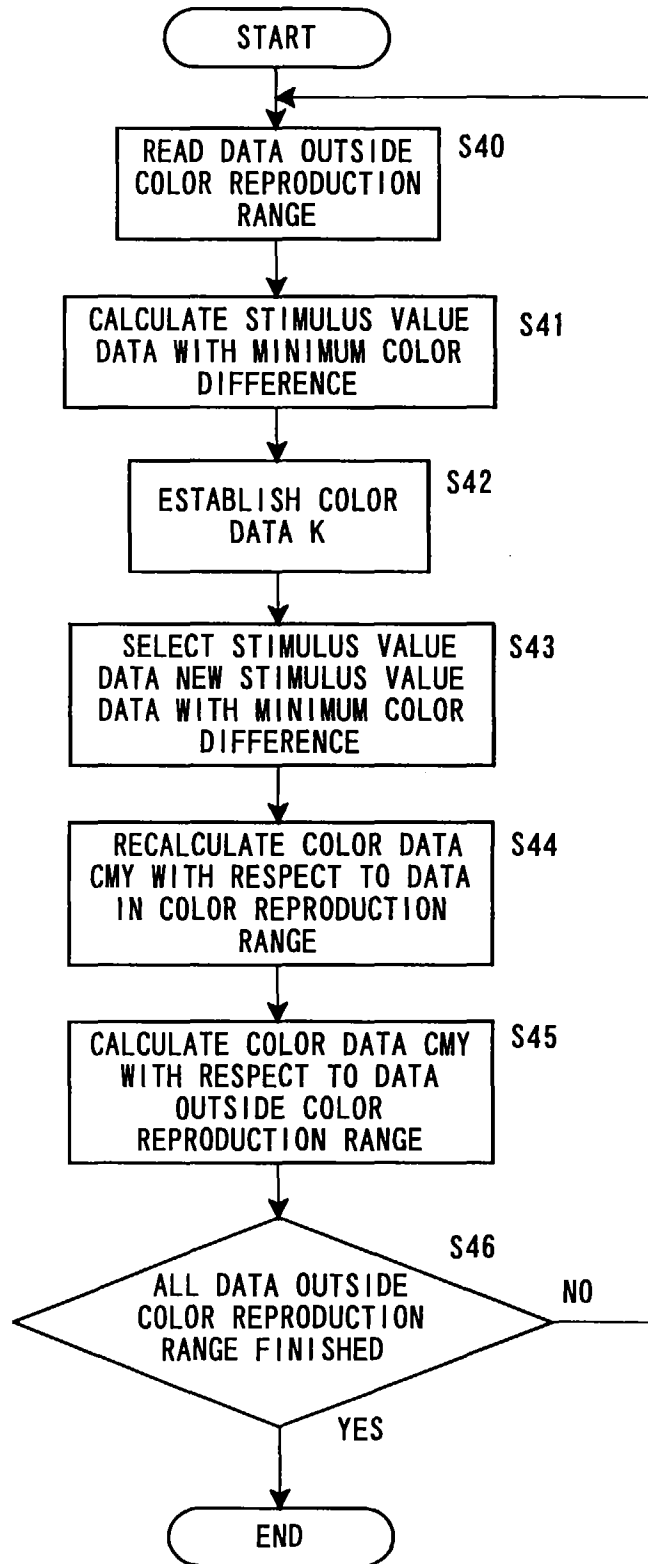 START
READ DATA OUTSIDE
COLOR REPRODUCTION
RANGE
S40
CALCULATE STIMULUS VALUE
DATA WITH MINIMUM COLOR
DIFFERENCE
S41
ESTABLISH COLOR
DATA K
S42
SELECT STIMULUS VALUE
DATA NEW STIMULUS VALUE
DATA WITH MINIMUM COLOR
DIFFERENCE
S43
RECALCULATE COLOR DATA
CMY WITH RESPECT TO DATA
IN COLOR REPRODUCTION
RANGE
S44
CALCULATE COLOR DATA CMY
WITH RESPECT TO DATA
OUTSIDE COLOR
REPRODUCTION RANGE
S45
S46
ALL DATA OUTSIDE
COLOR REPRODUCTION
RANGE FINISHED
NO
YES
END